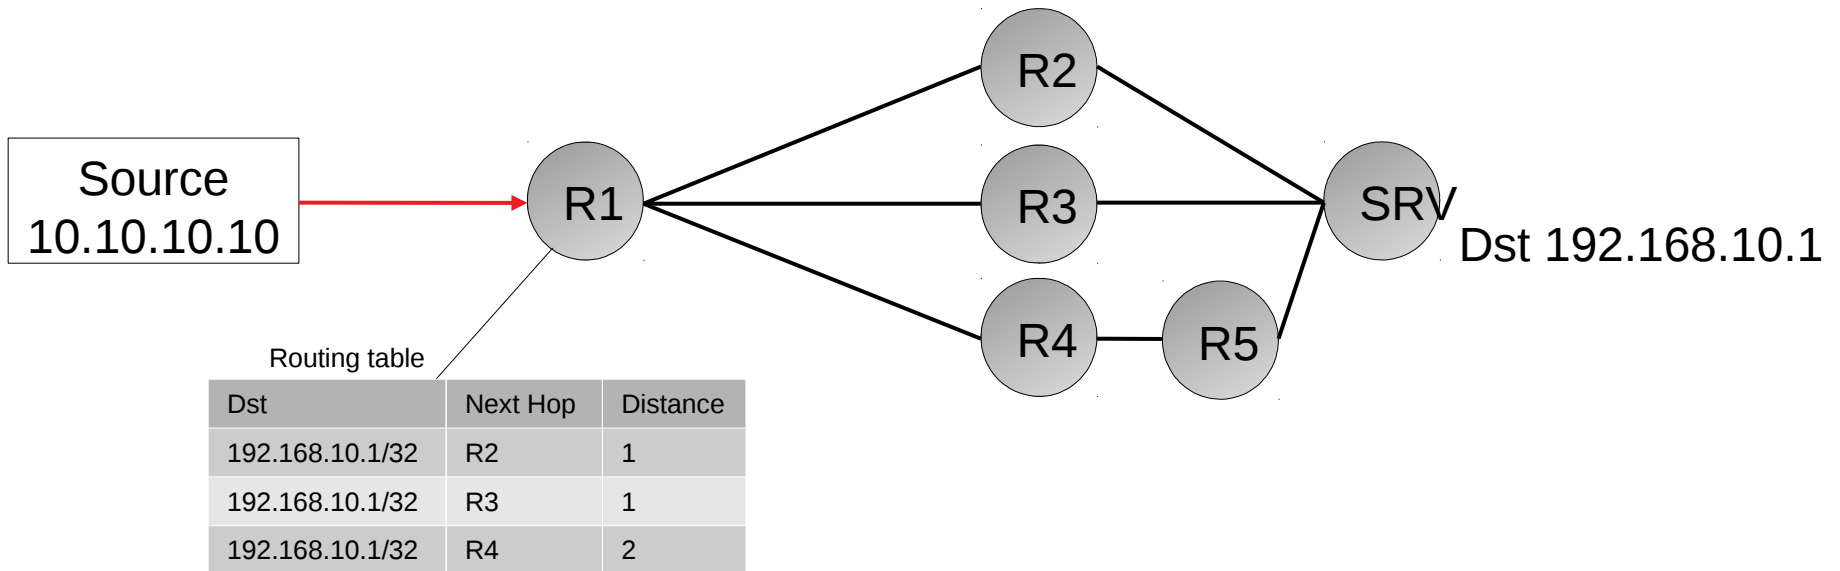 R2
Source
10.10.10.10
R1
R3
SRV
Dst 192.168.10.1
R4
R5
Routing table
Dst Next Hop Distance
192.168.10.1/32 R2 1
192.168.10.1/32 R3 1
192.168.10.1/32 R4 2